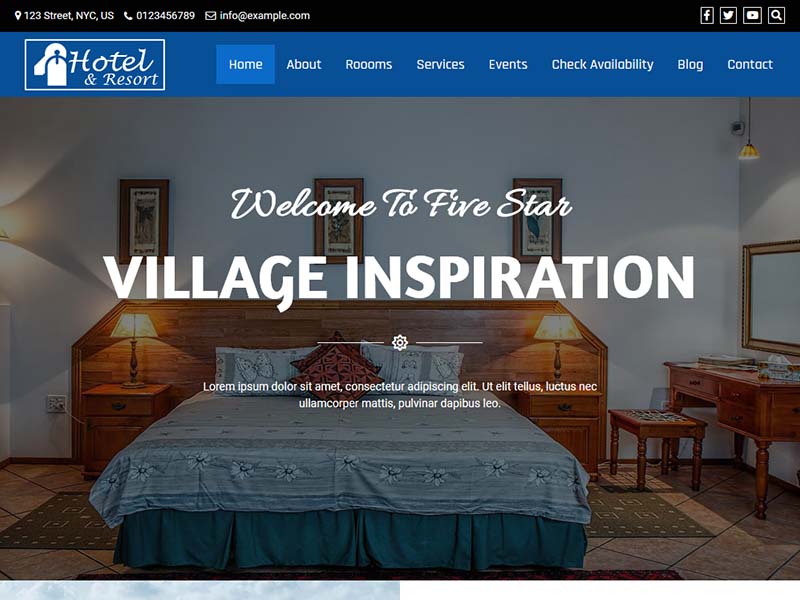 123 Street, NYC, US 0123456789 info@example.com
Hotel
& Resort
Home About Roooms Services Events Check Availability Blog Contact
Welcome To Five Star
VILLAGE INSPIRATION
Lorem ipsum dolor sit amet, consectetur adipiscing elit. Ut elit tellus, luctus nec
ullamcorper mattis, pulvinar dapibus leo.